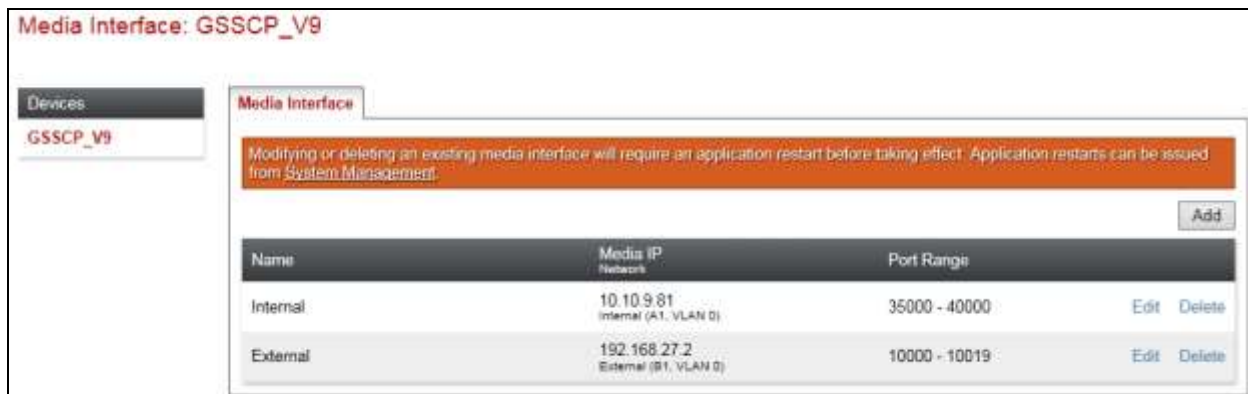 Media Interface: GSSCP_V9
Devices
GSSCP_V9
Media Interface
Modifying or deleting an existing media interface will require an application restart before taking effect. Application restarts can be issued
from System Management.
Add
Name Media IP Port Range
Network
Internal 10.10.9.81 35000 - 40000 Edit Delete
Internal (A1, VLAN 0)
External 192.168.27.2 10000 - 10019 Edit Delete
External (B1, VLAN 0)